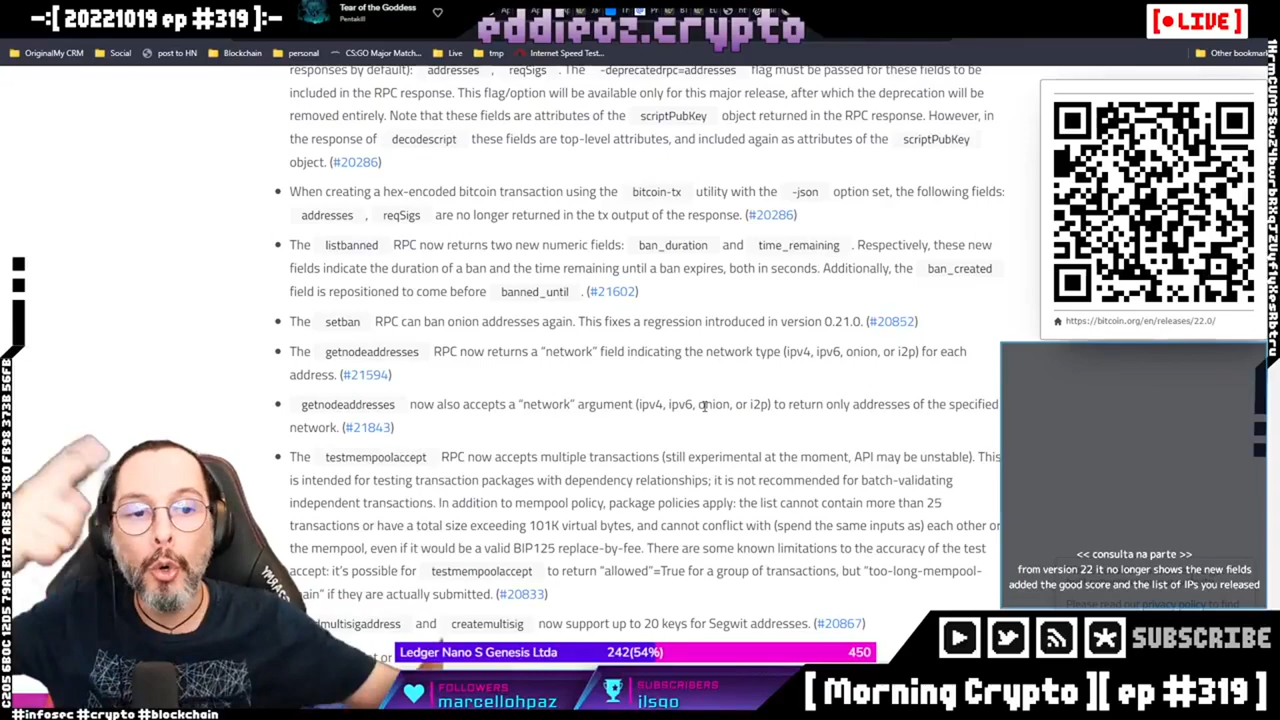 -:[ 20221019 ep #319 ]:-
Tear of the Goddess
Pentakill
eddieoz.crypto
[ LIVE ]
OriginalMy CRM
Social
post to HN
Blockchain
personal
CS:GO Major Match...
Live
tmp
Internet Speed Test...
Other bookmar
responses by default): addresses , reqSigs . The -deprecatedrpc=addresses flag must be passed for these fields to be
included in the RPC response. This flag/option will be available only for this major release, after which the deprecation will be
removed entirely. Note that these fields are attributes of the scriptPubKey object returned in the RPC response. However, in
the response of decodescript these fields are top-level attributes, and included again as attributes of the scriptPubKey
object. (#20286)
When creating a hex-encoded bitcoin transaction using the bitcoin-tx utility with the -json option set, the following fields:
addresses , reqSigs are no longer returned in the tx output of the response. (#20286)
The listbanned RPC now returns two new numeric fields: ban_duration and time_remaining . Respectively, these new
fields indicate the duration of a ban and the time remaining until a ban expires, both in seconds. Additionally, the ban_created
field is repositioned to come before banned_until . (#21602)
The setban RPC can ban onion addresses again. This fixes a regression introduced in version 0.21.0. (#20852)
The getnodeaddresses RPC now returns a “network” field indicating the network type (ipv4, ipv6, onion, or i2p) for each
address. (#21594)
getnodeaddresses now also accepts a “network” argument (ipv4, ipv6, onion, or i2p) to return only addresses of the specified
network. (#21843)
The testmempoolaccept RPC now accepts multiple transactions (still experimental at the moment, API may be unstable). This
is intended for testing transaction packages with dependency relationships; it is not recommended for batch-validating
independent transactions. In addition to mempool policy, package policies apply: the list cannot contain more than 25
transactions or have a total size exceeding 101K virtual bytes, and cannot conflict with (spend the same inputs as) each other or
the mempool, even if it would be a valid BIP125 replace-by-fee. There are some known limitations to the accuracy of the test
accept: it’s possible for testmempoolaccept to return “allowed”=True for a group of transactions, but “too-long-mempool-
if they are actually submitted. (#20833)
and createmultisig now support up to 20 keys for Segwit addresses. (#20867)
https://bitcoin.org/en/releases/22.0/
<< consulta na parte >>
from version 22 it no longer shows the new fields
added the good score and the list of IPs you released
Please read our privacy policy to find
Ledger Nano S Genesis Ltda 242(54%) 450
FOLLOWERS
marcellohpaz
SUBSCRIBERS
ilsgo
SUBSCRIBE
[ Morning Crypto ][ ep #319 ]
#infosec #crypto #blockchain